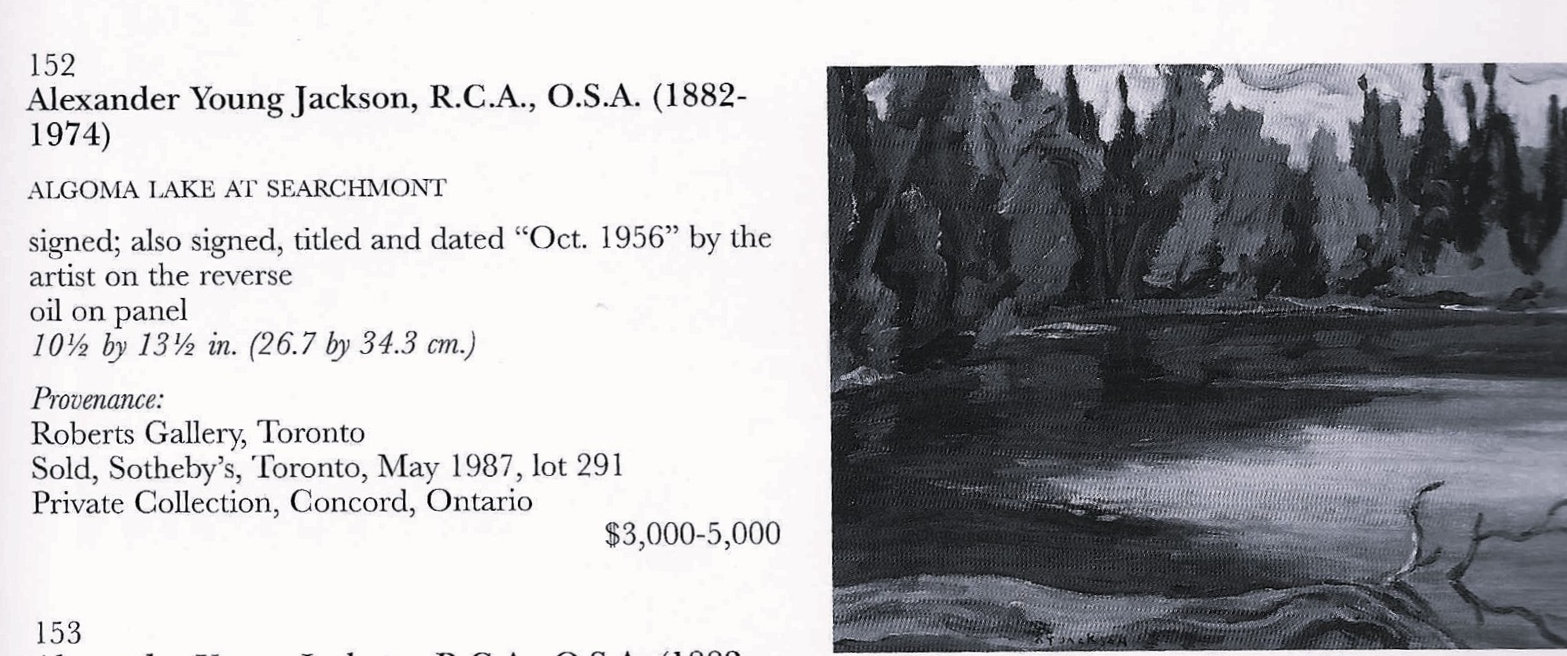 152
Alexander Young Jackson, R.C.A., O.S.A. (1882-
1974)
ALGOMA LAKE AT SEARCHMONT
signed; also signed, titled and dated “Oct. 1956” by the
artist on the reverse
oil on panel
10½ by 13½ in. (26.7 by 34.3 cm.)
Provenance:
Roberts Gallery, Toronto
Sold, Sotheby’s, Toronto, May 1987, lot 291
Private Collection, Concord, Ontario
$3,000-5,000
153
A Y JACKSON